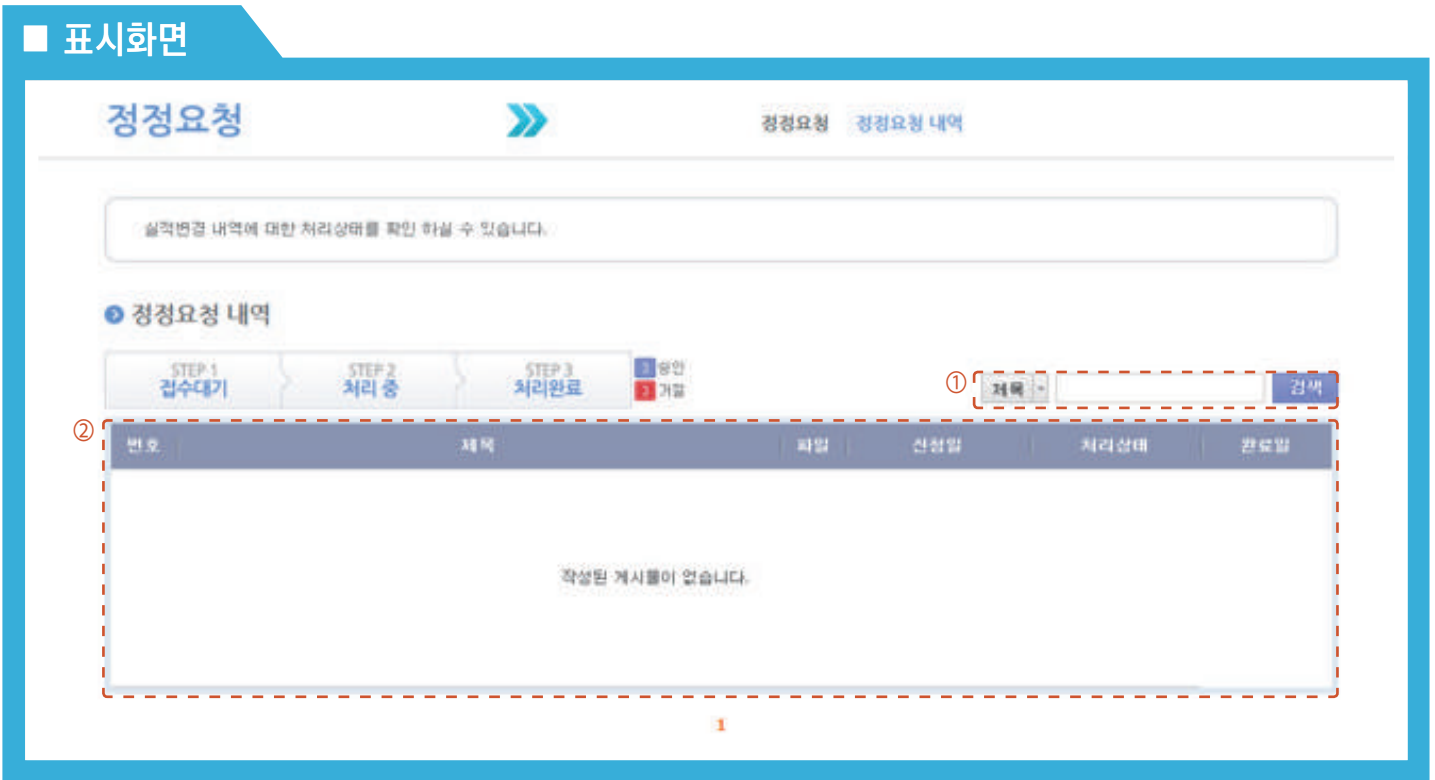 ■ 표시화면
정정요청
정정요청 정정요청 내역
실적변경 내역에 대한 처리상태를 확인 하실 수 있습니다.
정정요청 내역
STEP 1
접수대기
STEP 2
처리 중
STEP 3
처리완료
3 승인
3 거절
① 제목 검색
②
번호 제목 파일 신청일 처리상태 완료일
작성된 게시물이 없습니다.
1